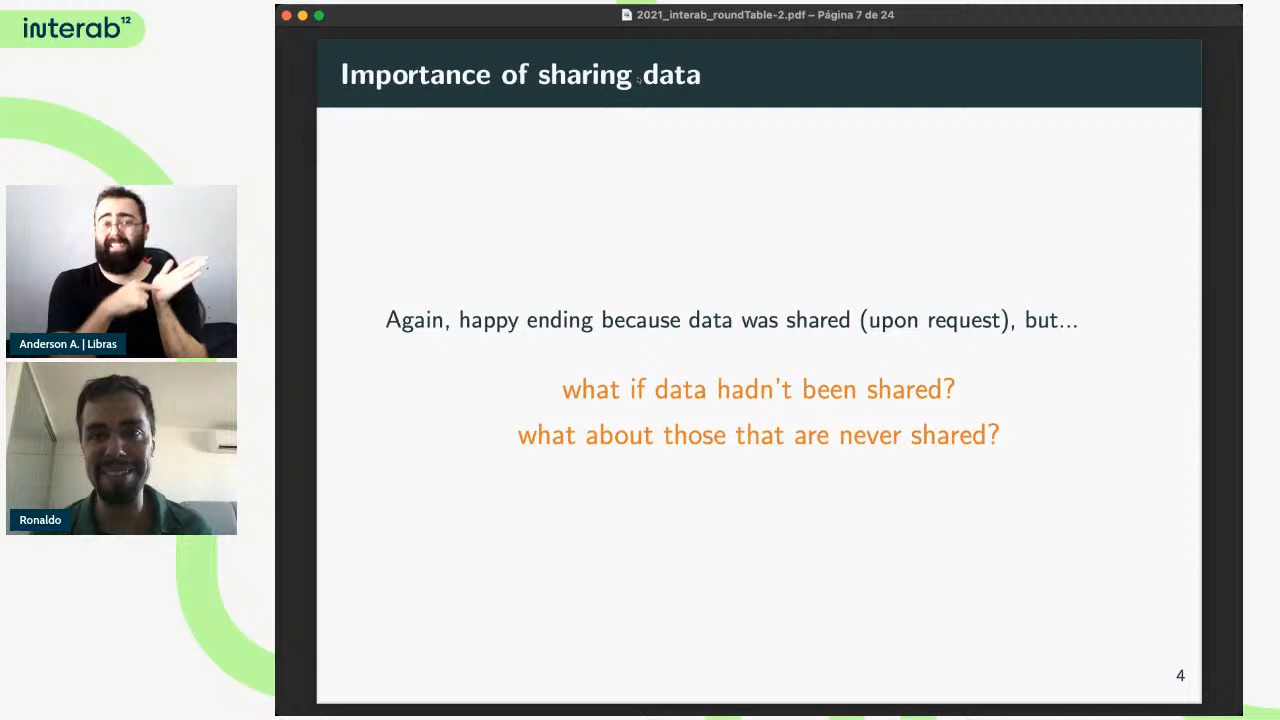 interab¹²
2021_interab_roundTable-2.pdf – Página 7 de 24
Importance of sharing data
Again, happy ending because data was shared (upon request), but...
what if data hadn't been shared?
what about those that are never shared?
4
Anderson A. | Libras
Ronaldo